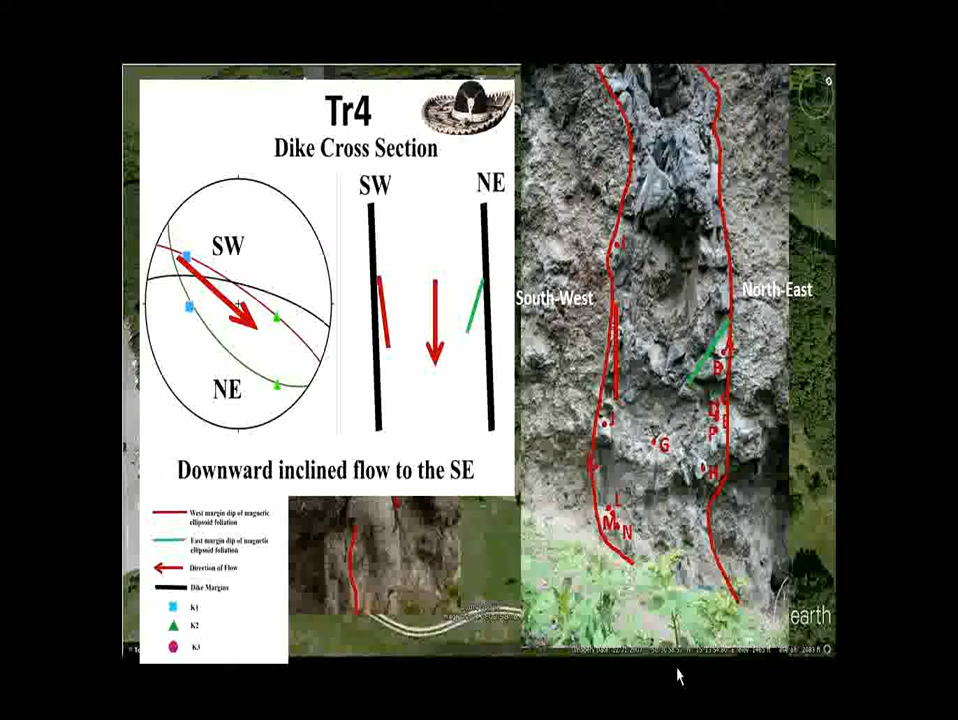 Tr4
Dike Cross Section
SW NE
SW
NE
Downward inclined flow to the SE
West margin dip of magnetic
ellipsoid foliation
East margin dip of magnetic
ellipsoid foliation
Direction of Flow
Dike Margins
K1
K2
K3
South-West
North-East
I
B
D
E
J
P
G
H
L
M
N
earth